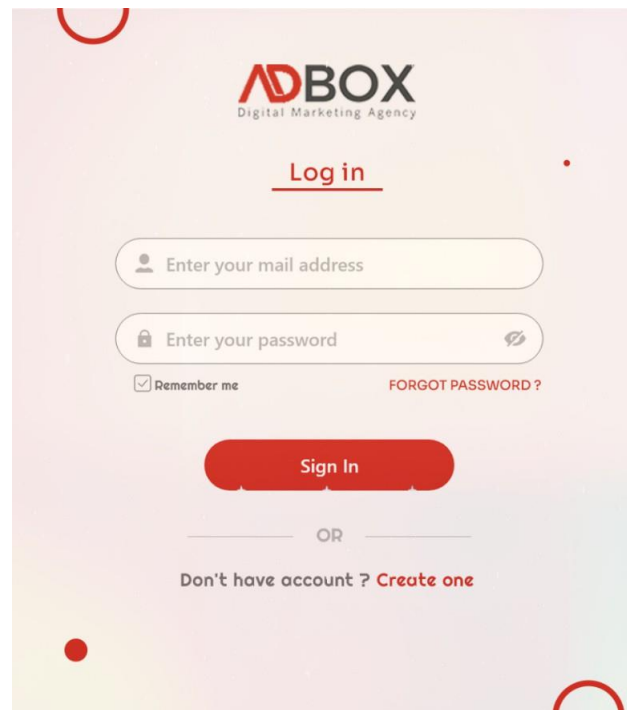 ADBOX
Digital Marketing Agency
Log in
Enter your mail address
Enter your password
Remember me FORGOT PASSWORD ?
Sign In
OR
Don't have account ? Create one